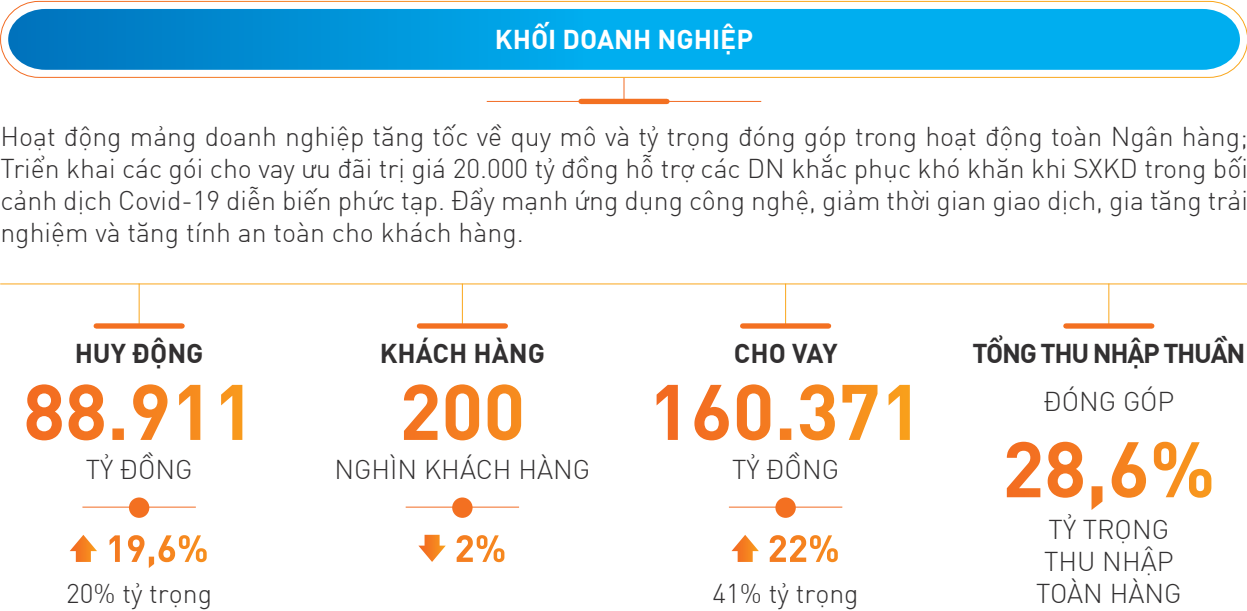 KHỐI DOANH NGHIỆP
Hoạt động mảng doanh nghiệp tăng tốc về quy mô và tỷ trọng đóng góp trong hoạt động toàn Ngân hàng;
Triển khai các gói cho vay ưu đãi trị giá 20.000 tỷ đồng hỗ trợ các DN khắc phục khó khăn khi SXKD trong bối
cảnh dịch Covid-19 diễn biến phức tạp. Đẩy mạnh ứng dụng công nghệ, giảm thời gian giao dịch, gia tăng trải
nghiệm và tăng tính an toàn cho khách hàng.
HUY ĐỘNG
88.911
TỶ ĐỒNG
19,6%
20% tỷ trọng
KHÁCH HÀNG
200
NGHÌN KHÁCH HÀNG
2%
CHO VAY
160.371
TỶ ĐỒNG
22%
41% tỷ trọng
TỔNG THU NHẬP THUẦN
ĐÓNG GÓP
28,6%
TỶ TRỌNG
THU NHẬP
TOÀN HÀNG